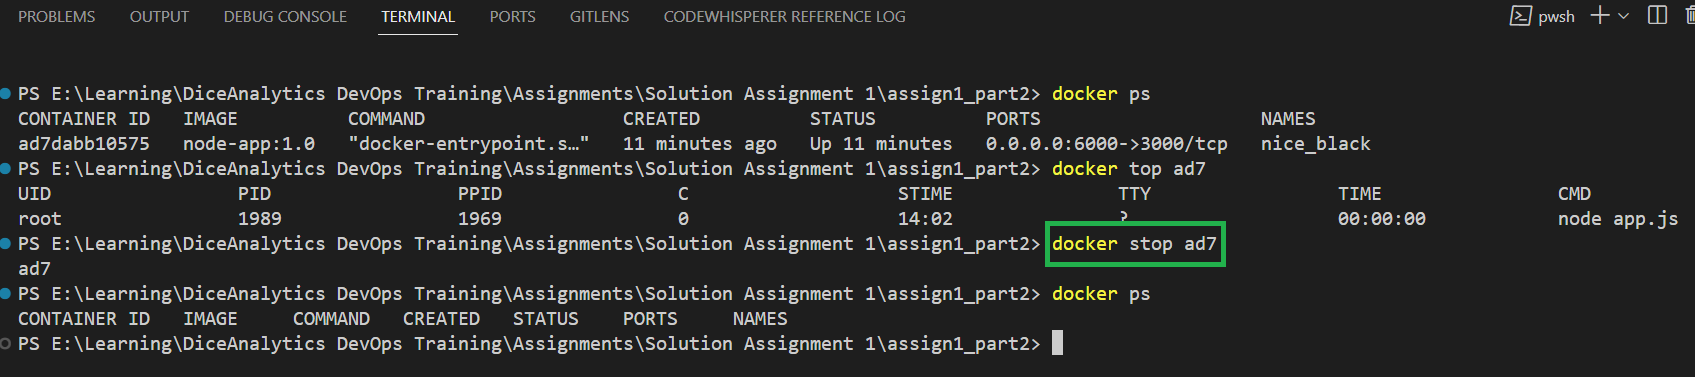 PROBLEMS OUTPUT DEBUG CONSOLE TERMINAL PORTS GITLENS CODEWHISPERER REFERENCE LOG pwsh
PS E:\Learning\DiceAnalytics DevOps Training\Assignments\Solution Assignment 1\assign1_part2> docker ps
CONTAINER ID IMAGE COMMAND CREATED STATUS PORTS NAMES
ad7dabb10575 node-app:1.0 "docker-entrypoint.s…" 11 minutes ago Up 11 minutes 0.0.0.0:6000->3000/tcp nice_black
PS E:\Learning\DiceAnalytics DevOps Training\Assignments\Solution Assignment 1\assign1_part2> docker top ad7
UID PID PPID C STIME TTY TIME CMD
root 1989 1969 0 14:02 ? 00:00:00 node app.js
PS E:\Learning\DiceAnalytics DevOps Training\Assignments\Solution Assignment 1\assign1_part2> docker stop ad7
ad7
PS E:\Learning\DiceAnalytics DevOps Training\Assignments\Solution Assignment 1\assign1_part2> docker ps
CONTAINER ID IMAGE COMMAND CREATED STATUS PORTS NAMES
PS E:\Learning\DiceAnalytics DevOps Training\Assignments\Solution Assignment 1\assign1_part2>